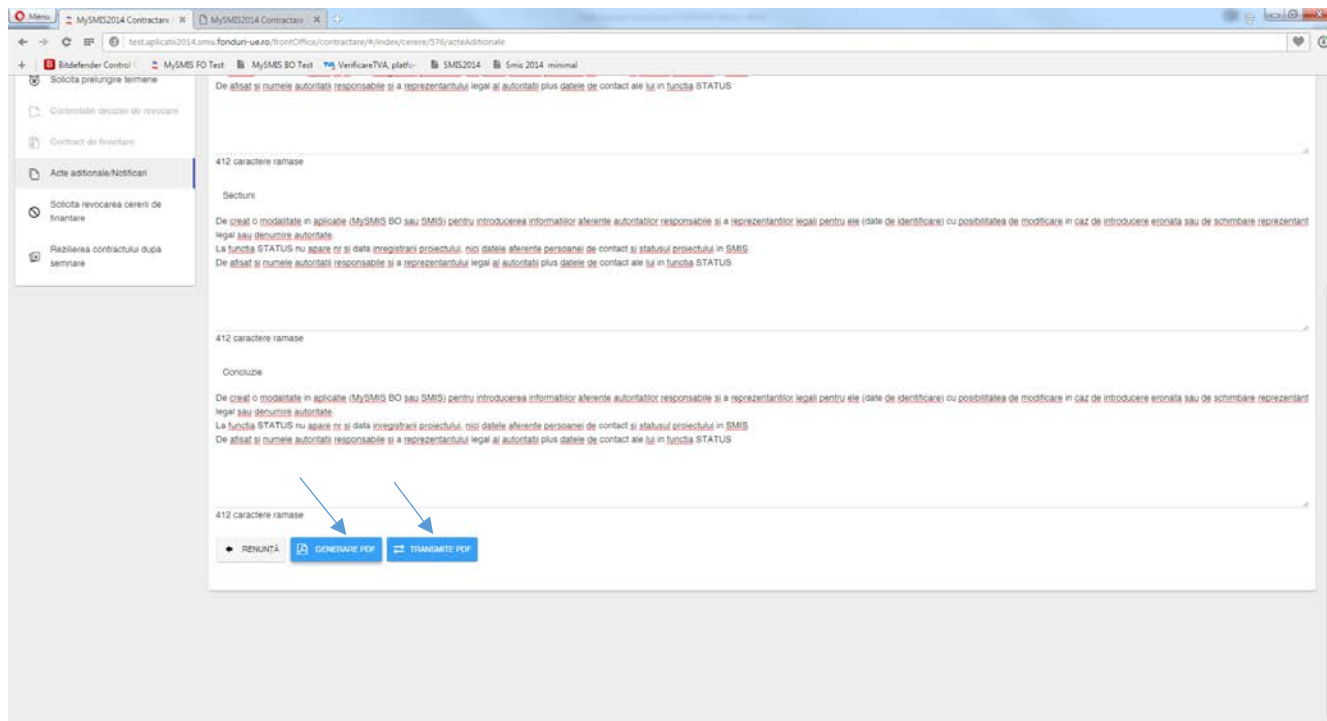 Menu
MySMIS2014 Contractare
MySMIS2014 Contractare
test.aplicatii2014.smis.fonduri-ue.ro/frontOffice/contractare/#/index/cerere/576/acteAditionale
Bitdefender Control C
MySMIS FO Test
MySMIS BO Test
VerificareTVA, platfo
SMIS2014
Smis 2014 minimal
Solicita prelungire termene
Contestatie decizei de revocare
Contract de finantare
Acte aditionale/Notificari
Solicita revocarea cererii de
finantare
Rezilierea contractului dupa
semnare
De afisat si numele autoritatii responsabile si a reprezentantului legal al autoritatii plus datele de contact ale lui in functia STATUS
412 caractere ramase
Sectiuni
De creat o modalitate in aplicatie (MySMIS BO sau SMIS) pentru introducerea informatiilor aferente autoritatilor responsabile si a reprezentantilor legali pentru ele (date de identificare) cu posibilitatea de modificare in caz de introducere eronata sau de schimbare reprezentant
legal sau denumire autoritate.
La functia STATUS nu apare nr si data inregistrarii proiectului, nici datele aferente persoanei de contact si statusul proiectului in SMIS.
De afisat si numele autoritatii responsabile si a reprezentantului legal al autoritatii plus datele de contact ale lui in functia STATUS
412 caractere ramase
Concluzie
De creat o modalitate in aplicatie (MySMIS BO sau SMIS) pentru introducerea informatiilor aferente autoritatilor responsabile si a reprezentantilor legali pentru ele (date de identificare) cu posibilitatea de modificare in caz de introducere eronata sau de schimbare reprezentant
legal sau denumire autoritate.
La functia STATUS nu apare nr si data inregistrarii proiectului, nici datele aferente persoanei de contact si statusul proiectului in SMIS.
De afisat si numele autoritatii responsabile si a reprezentantului legal al autoritatii plus datele de contact ale lui in functia STATUS
412 caractere ramase
RENUNȚĂ
GENERARE PDF
TRANSMITE PDF